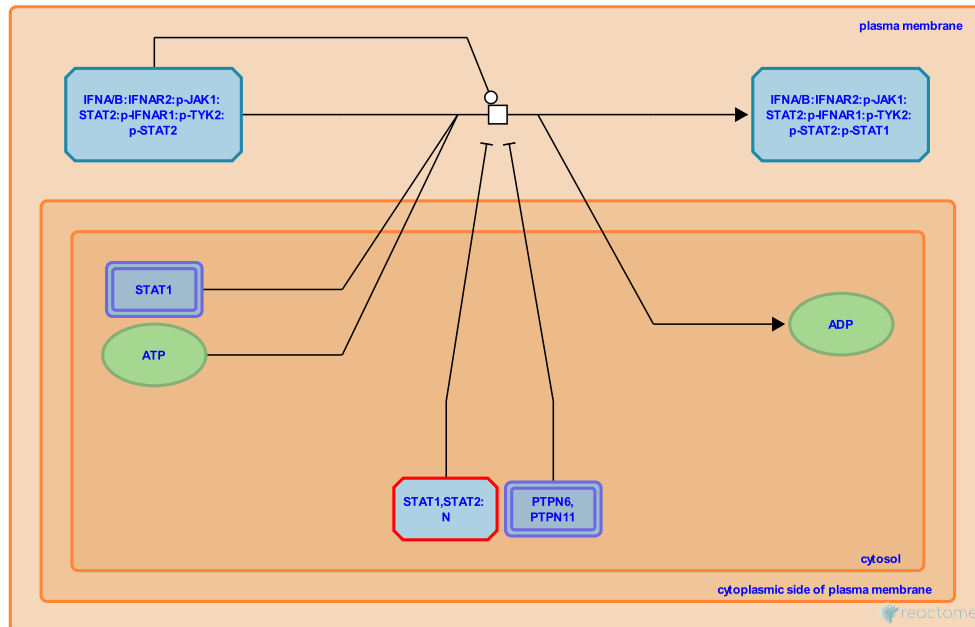 plasma membrane
IFNA/B:IFNAR2:p-JAK1:
STAT2:p-IFNAR1:p-TYK2:
p-STAT2
IFNA/B:IFNAR2:p-JAK1:
STAT2:p-IFNAR1:p-TYK2:
p-STAT2:p-STAT1
STAT1
ATP
ADP
STAT1,STAT2:
N
PTPN6,
PTPN11
cytosol
cytoplasmic side of plasma membrane
reactome